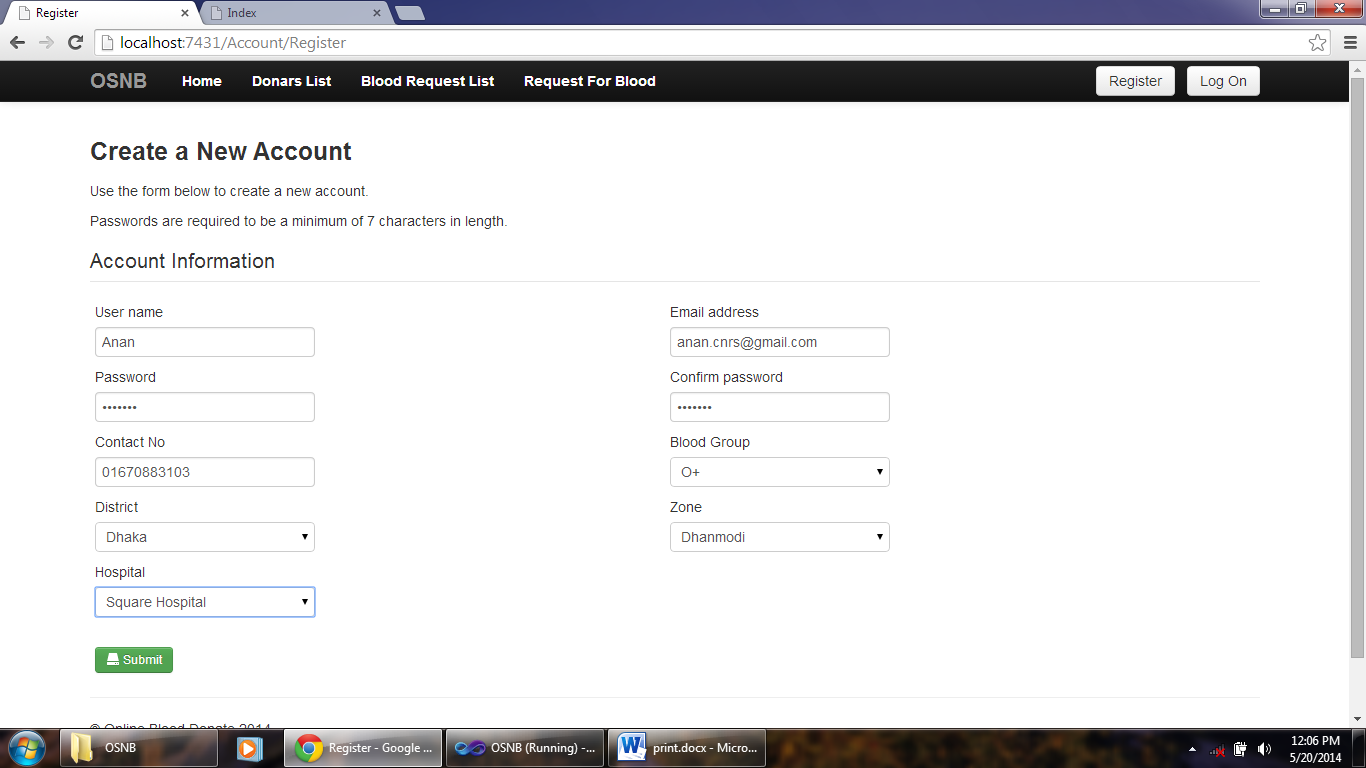 Register
Index
localhost:7431/Account/Register
OSNB Home Donars List Blood Request List Request For Blood Register Log On
Create a New Account
Use the form below to create a new account.
Passwords are required to be a minimum of 7 characters in length.
Account Information
User name Email address
Anan anan.cnrs@gmail.com
Password Confirm password
••••••• •••••••
Contact No Blood Group
01670883103 O+
District Zone
Dhaka Dhanmodi
Hospital
Square Hospital
Submit
© Online Blood Donate 2014
OSNB Register - Google ... OSNB (Running) -... print.docx - Micro... 12:06 PM
5/20/2014